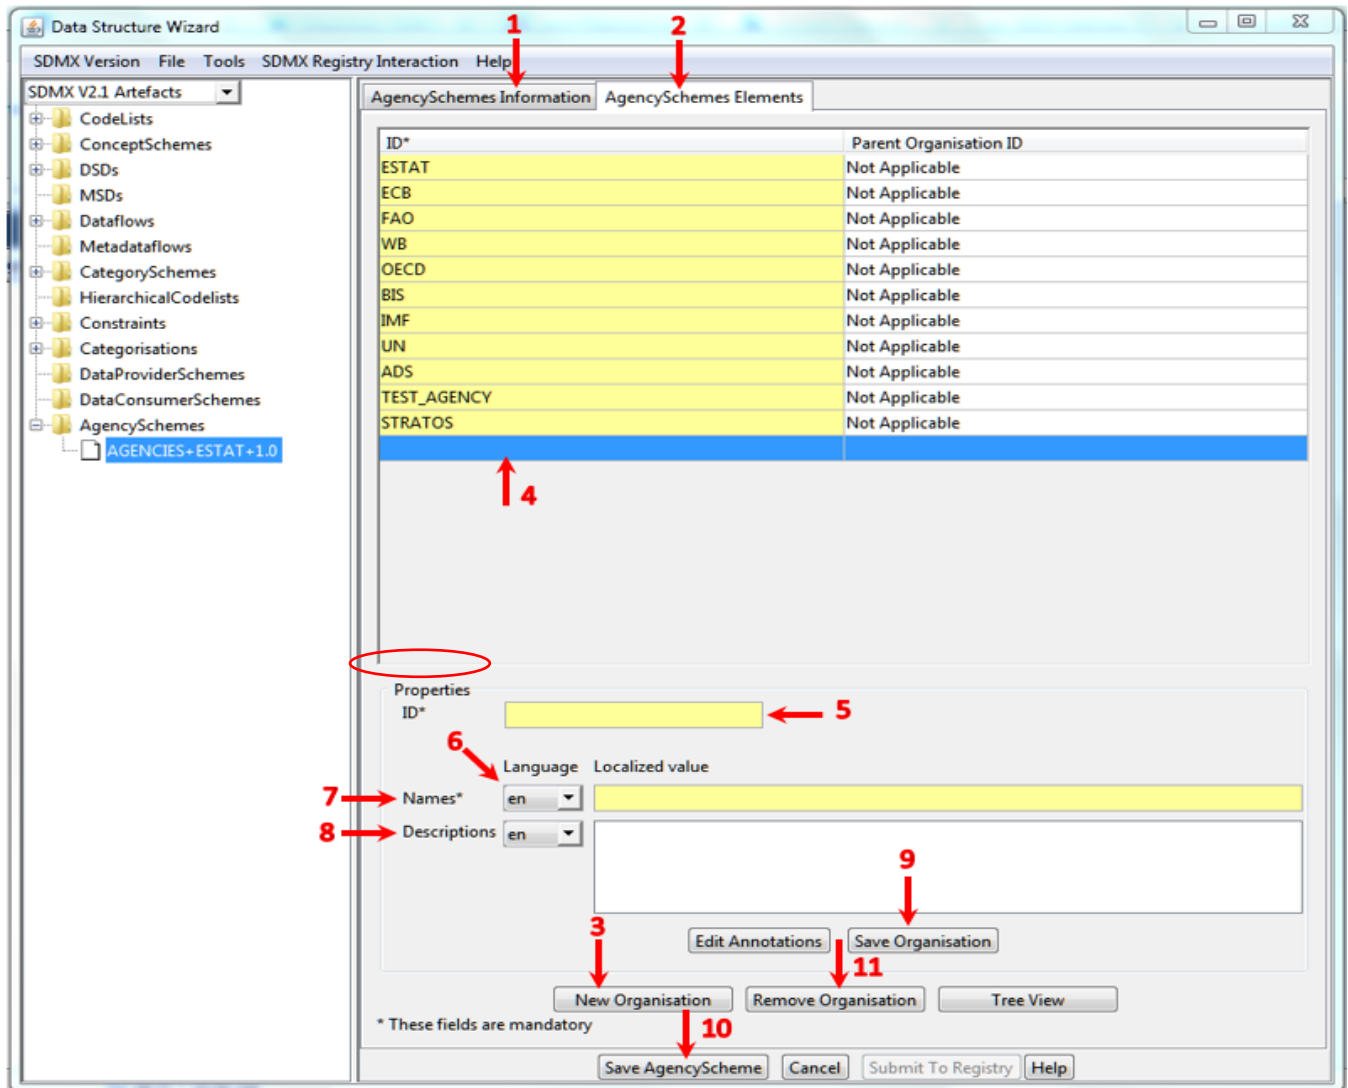 Data Structure Wizard
1
2
SDMX Version File Tools SDMX Registry Interaction Help
SDMX V2.1 Artefacts
CodeLists
ConceptSchemes
DSDs
MSDs
Dataflows
Metadataflows
CategorySchemes
HierarchicalCodelists
Constraints
Categorisations
DataProviderSchemes
DataConsumerSchemes
AgencySchemes
AGENCIES+ESTAT+1.0
AgencySchemes Information AgencySchemes Elements
ID* Parent Organisation ID
ESTAT Not Applicable
ECB Not Applicable
FAO Not Applicable
WB Not Applicable
OECD Not Applicable
BIS Not Applicable
IMF Not Applicable
UN Not Applicable
ADS Not Applicable
TEST_AGENCY Not Applicable
STRATOS Not Applicable
4
Properties
ID* 5
6
Language Localized value
7 Names* en
8 Descriptions en
9
3
Edit Annotations Save Organisation
11
New Organisation Remove Organisation Tree View
* These fields are mandatory 10
Save AgencyScheme Cancel Submit To Registry Help